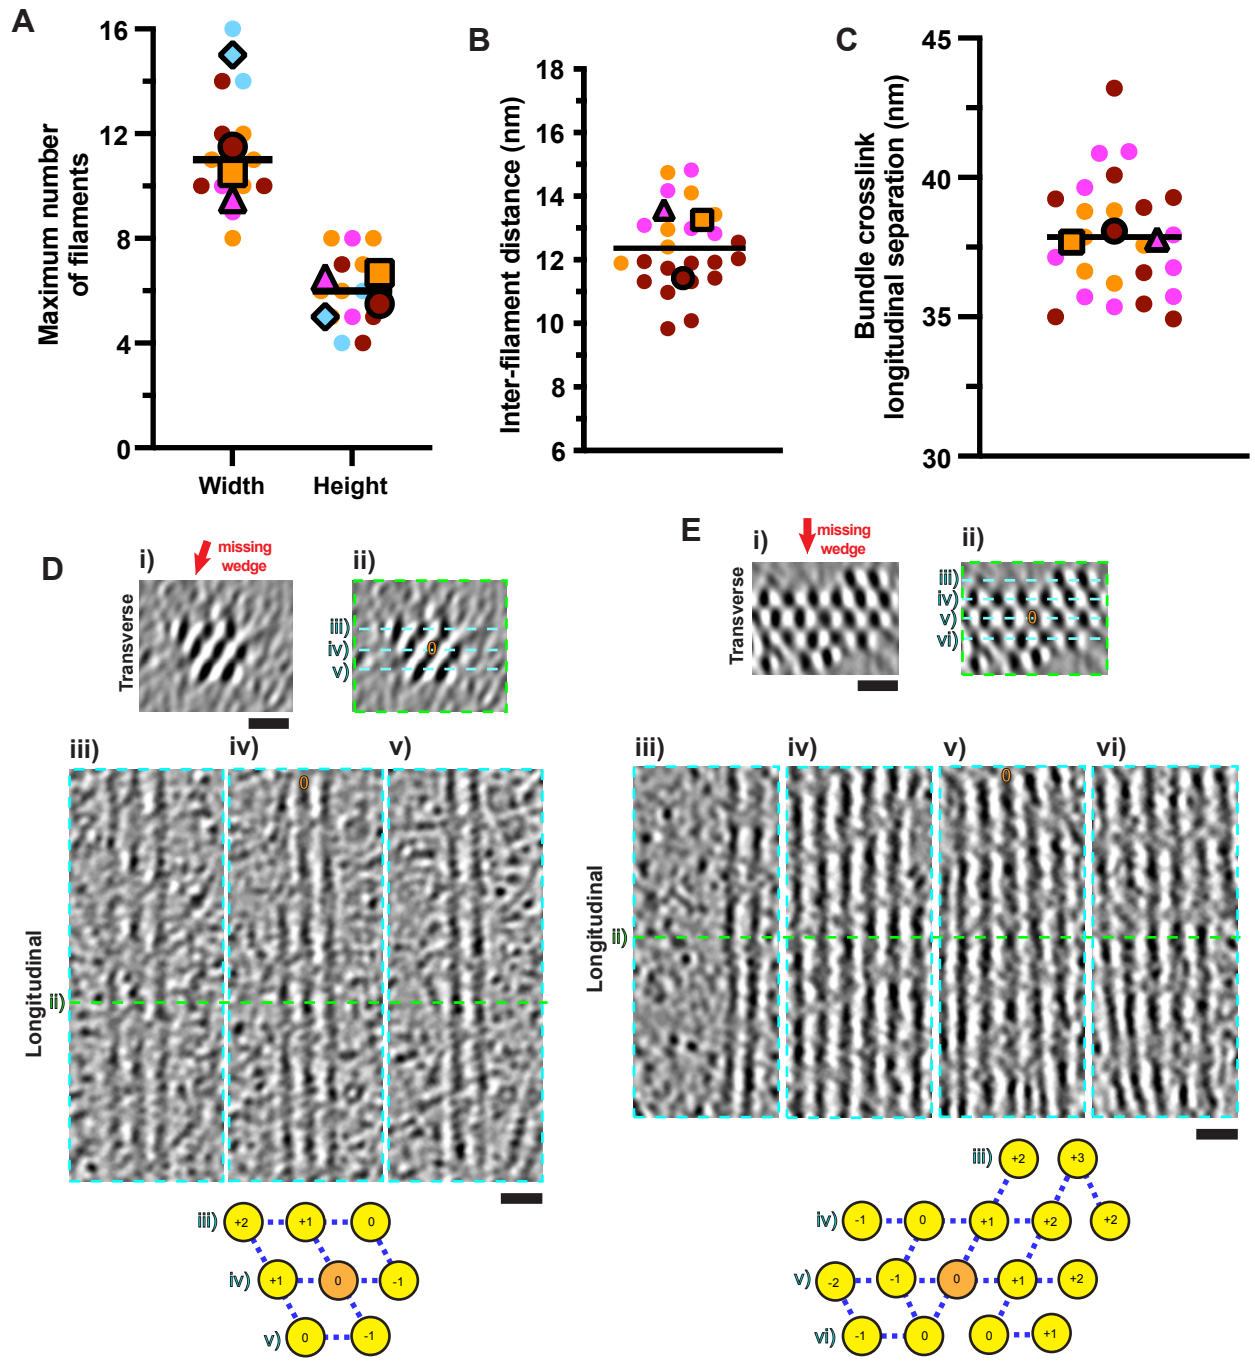 A
Maximum number
of filaments
16
12
8
4
0
Width
Height
B
Inter-filament distance (nm)
18
16
14
12
10
8
6
C
Bundle crosslink
longitudinal separation (nm)
45
40
35
30
D
i)
missing
wedge
Transverse
ii)
iii)
iv)
v)
0
iii)
iv)
v)
0
Longitudinal
ii)
iii)
+2
+1
0
iv)
+1
0
-1
v)
0
-1
E
i)
missing
wedge
Transverse
ii)
iii)
iv)
v)
vi)
0
iii)
iv)
v)
vi)
0
Longitudinal
ii)
iii)
+2
+3
iv)
-1
0
+1
+2
+2
v)
-2
-1
0
+1
+2
vi)
-1
0
0
+1